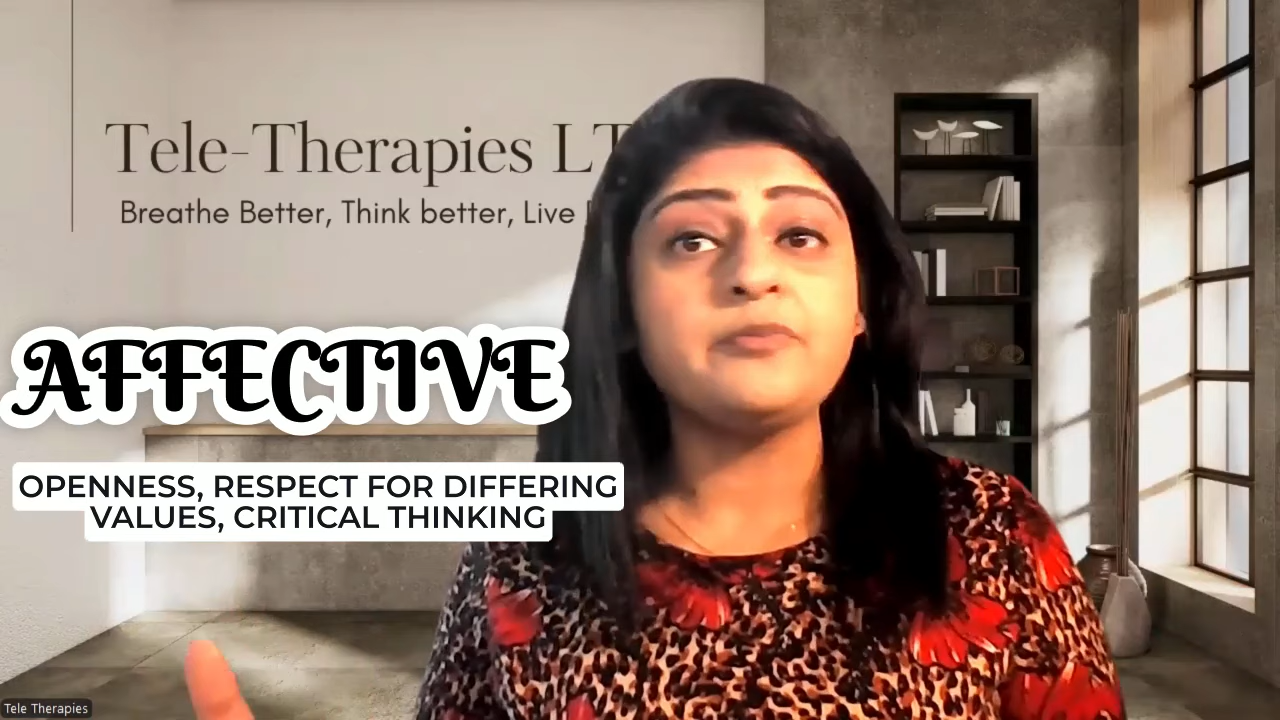 Tele-Therapies LT
Breathe Better, Think better, Live
AFFECTIVE
OPENNESS, RESPECT FOR DIFFERING
VALUES, CRITICAL THINKING
Tele Therapies